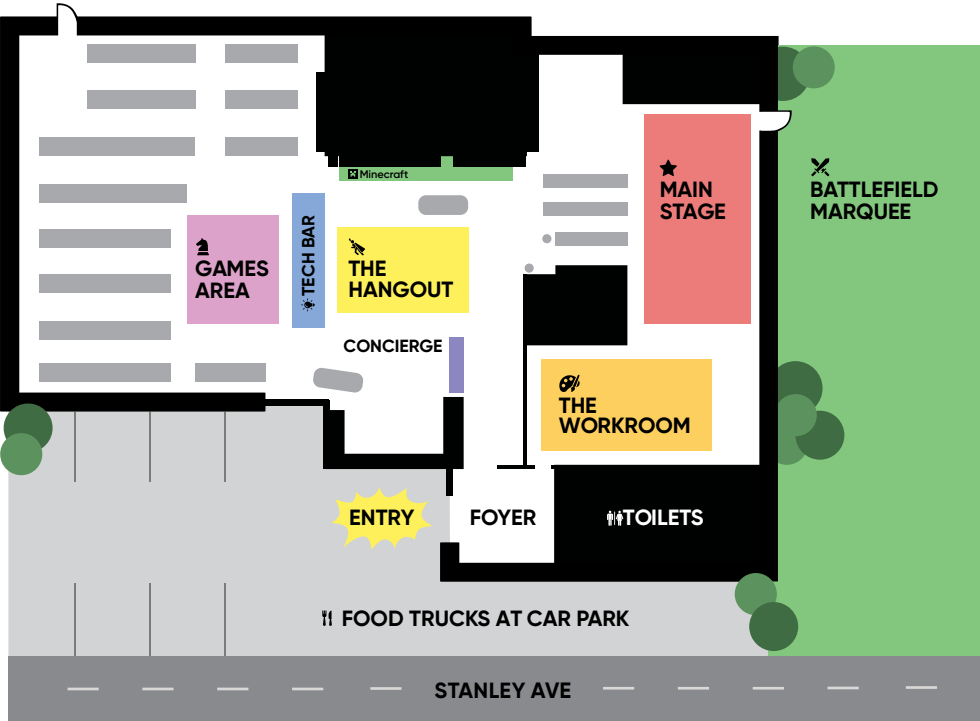 Minecraft
MAIN
STAGE
BATTLEFIELD
MARQUEE
GAMES
AREA
TECH BAR
THE
HANGOUT
CONCIERGE
THE
WORKROOM
ENTRY
FOYER
TOILETS
FOOD TRUCKS AT CAR PARK
STANLEY AVE